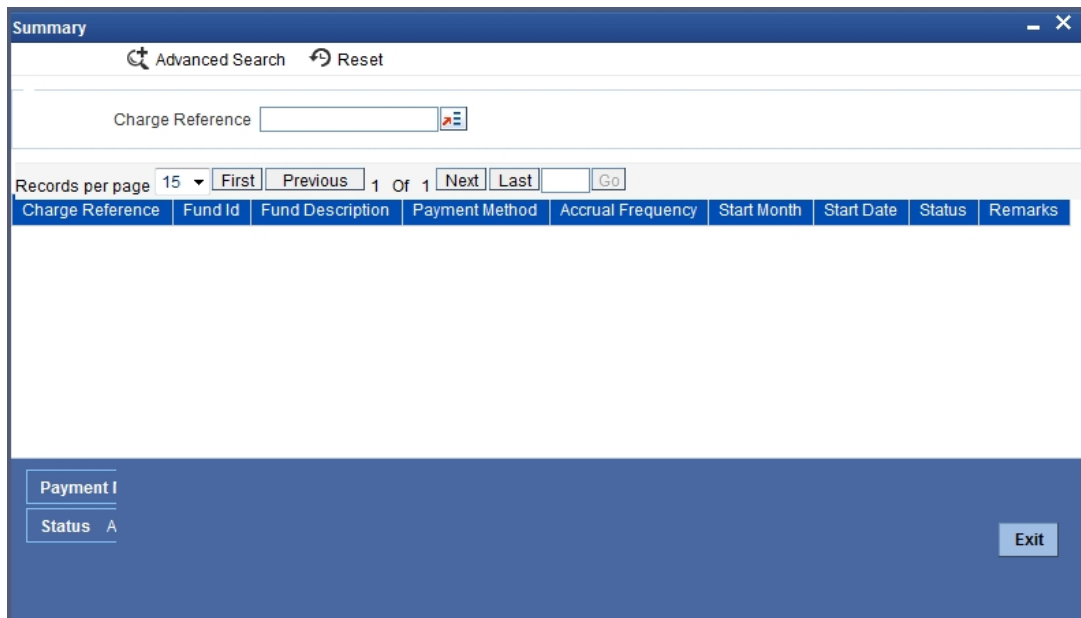 Summary
Advanced Search Reset
Charge Reference
Records per page 15 First Previous 1 Of 1 Next Last Go
Charge Reference Fund Id Fund Description Payment Method Accrual Frequency Start Month Start Date Status Remarks
Payment
Status A
Exit